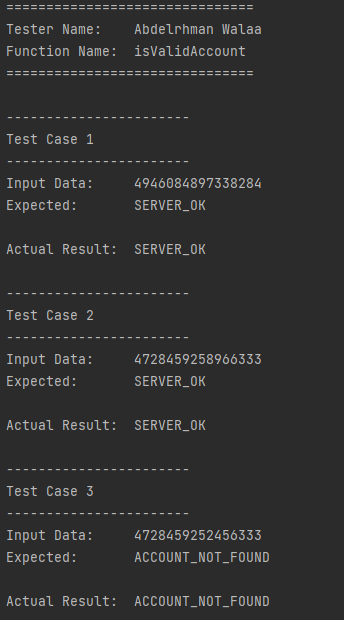 ===============================
Tester Name:    Abdelrhman Walaa
Function Name:  isValidAccount
===============================
-----------------------
Test Case 1
-----------------------
Input Data:     4946084897338284
Expected:       SERVER_OK
Actual Result:  SERVER_OK
-----------------------
Test Case 2
-----------------------
Input Data:     4728459258966333
Expected:       SERVER_OK
Actual Result:  SERVER_OK
-----------------------
Test Case 3
-----------------------
Input Data:     4728459252456333
Expected:       ACCOUNT_NOT_FOUND
Actual Result:  ACCOUNT_NOT_FOUND